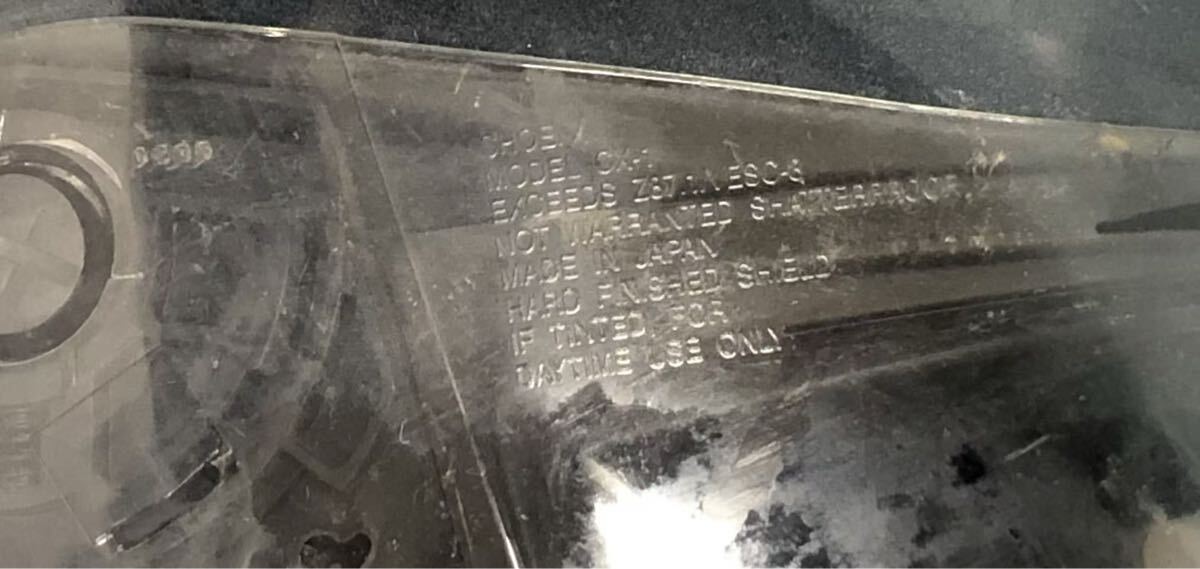 SHOEI
MODEL CX-1
EXCEEDS Z87.1.N VESC-8
NOT WARRANTED SHATTERPROOF
MADE IN JAPAN
HARD FINISHED SHIELD
IF TINTED, FOR
DAYTIME USE ONLY